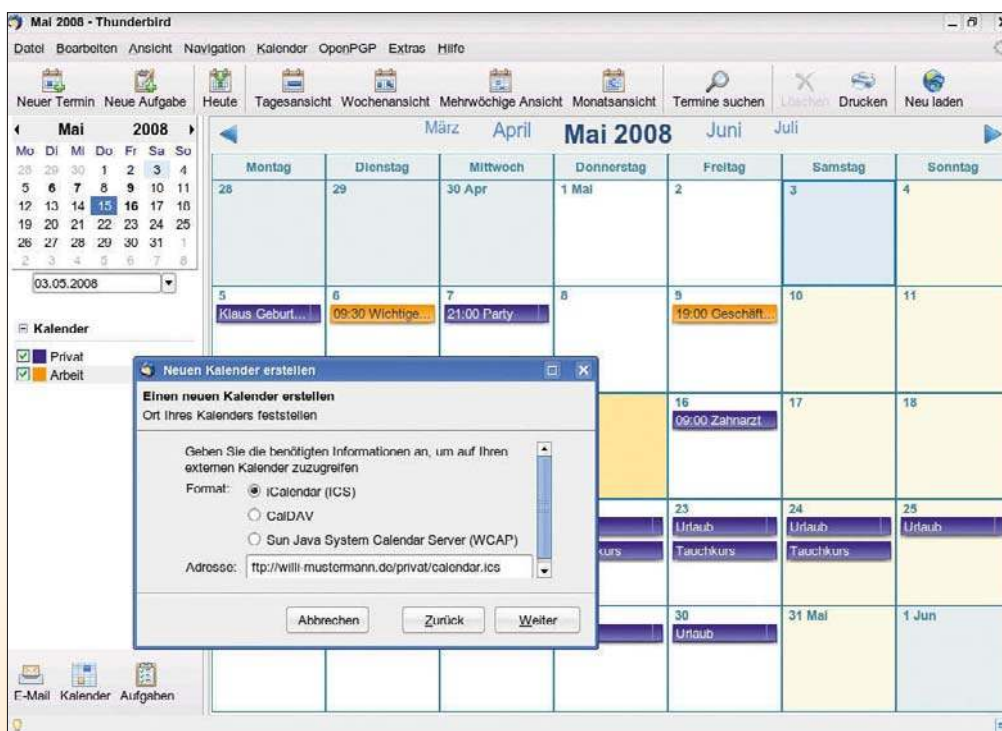 Mai 2008 - Thunderbird
Datei Bearbeiten Ansicht Navigation Kalender OpenPGP Extras Hilfe
Neuer Termin Neue Aufgabe Heute Tagesansicht Wochenansicht Mehrwöchige Ansicht Monatsansicht Termine suchen Löschen Drucken Neu laden
Mai 2008
Mo Di Mi Do Fr Sa So
28 29 30 1 2 3 4
5 6 7 8 9 10 11
12 13 14 15 16 17 18
19 20 21 22 23 24 25
26 27 28 29 30 31 1
2 3 4 5 6 7 8
03.05.2008
Kalender
Privat
Arbeit
März April Mai 2008 Juni Juli
Montag Dienstag Mittwoch Donnerstag Freitag Samstag Sonntag
28 29 30 Apr 1 Mai 2 3 4
5 6 7 8 9 10 11
Klaus Geburt... 09:30 Wichtige... 21:00 Party 19:00 Geschäft...
16 17 18
09:00 Zahnarzt
23 24 25
Urlaub Urlaub Urlaub
kurs Tauchkurs Tauchkurs
30 31 Mai 1 Jun
Urlaub
Neuen Kalender erstellen
Einen neuen Kalender erstellen
Ort Ihres Kalenders feststellen
Geben Sie die benötigten Informationen an, um auf Ihren
externen Kalender zuzugreifen
Format: iCalendar (ICS)
CalDAV
Sun Java System Calendar Server (WCAP)
Adresse: ftp://willi-mustermann.de/privat/calendar.ics
Abbrechen Zurück Weiter
E-Mail Kalender Aufgaben